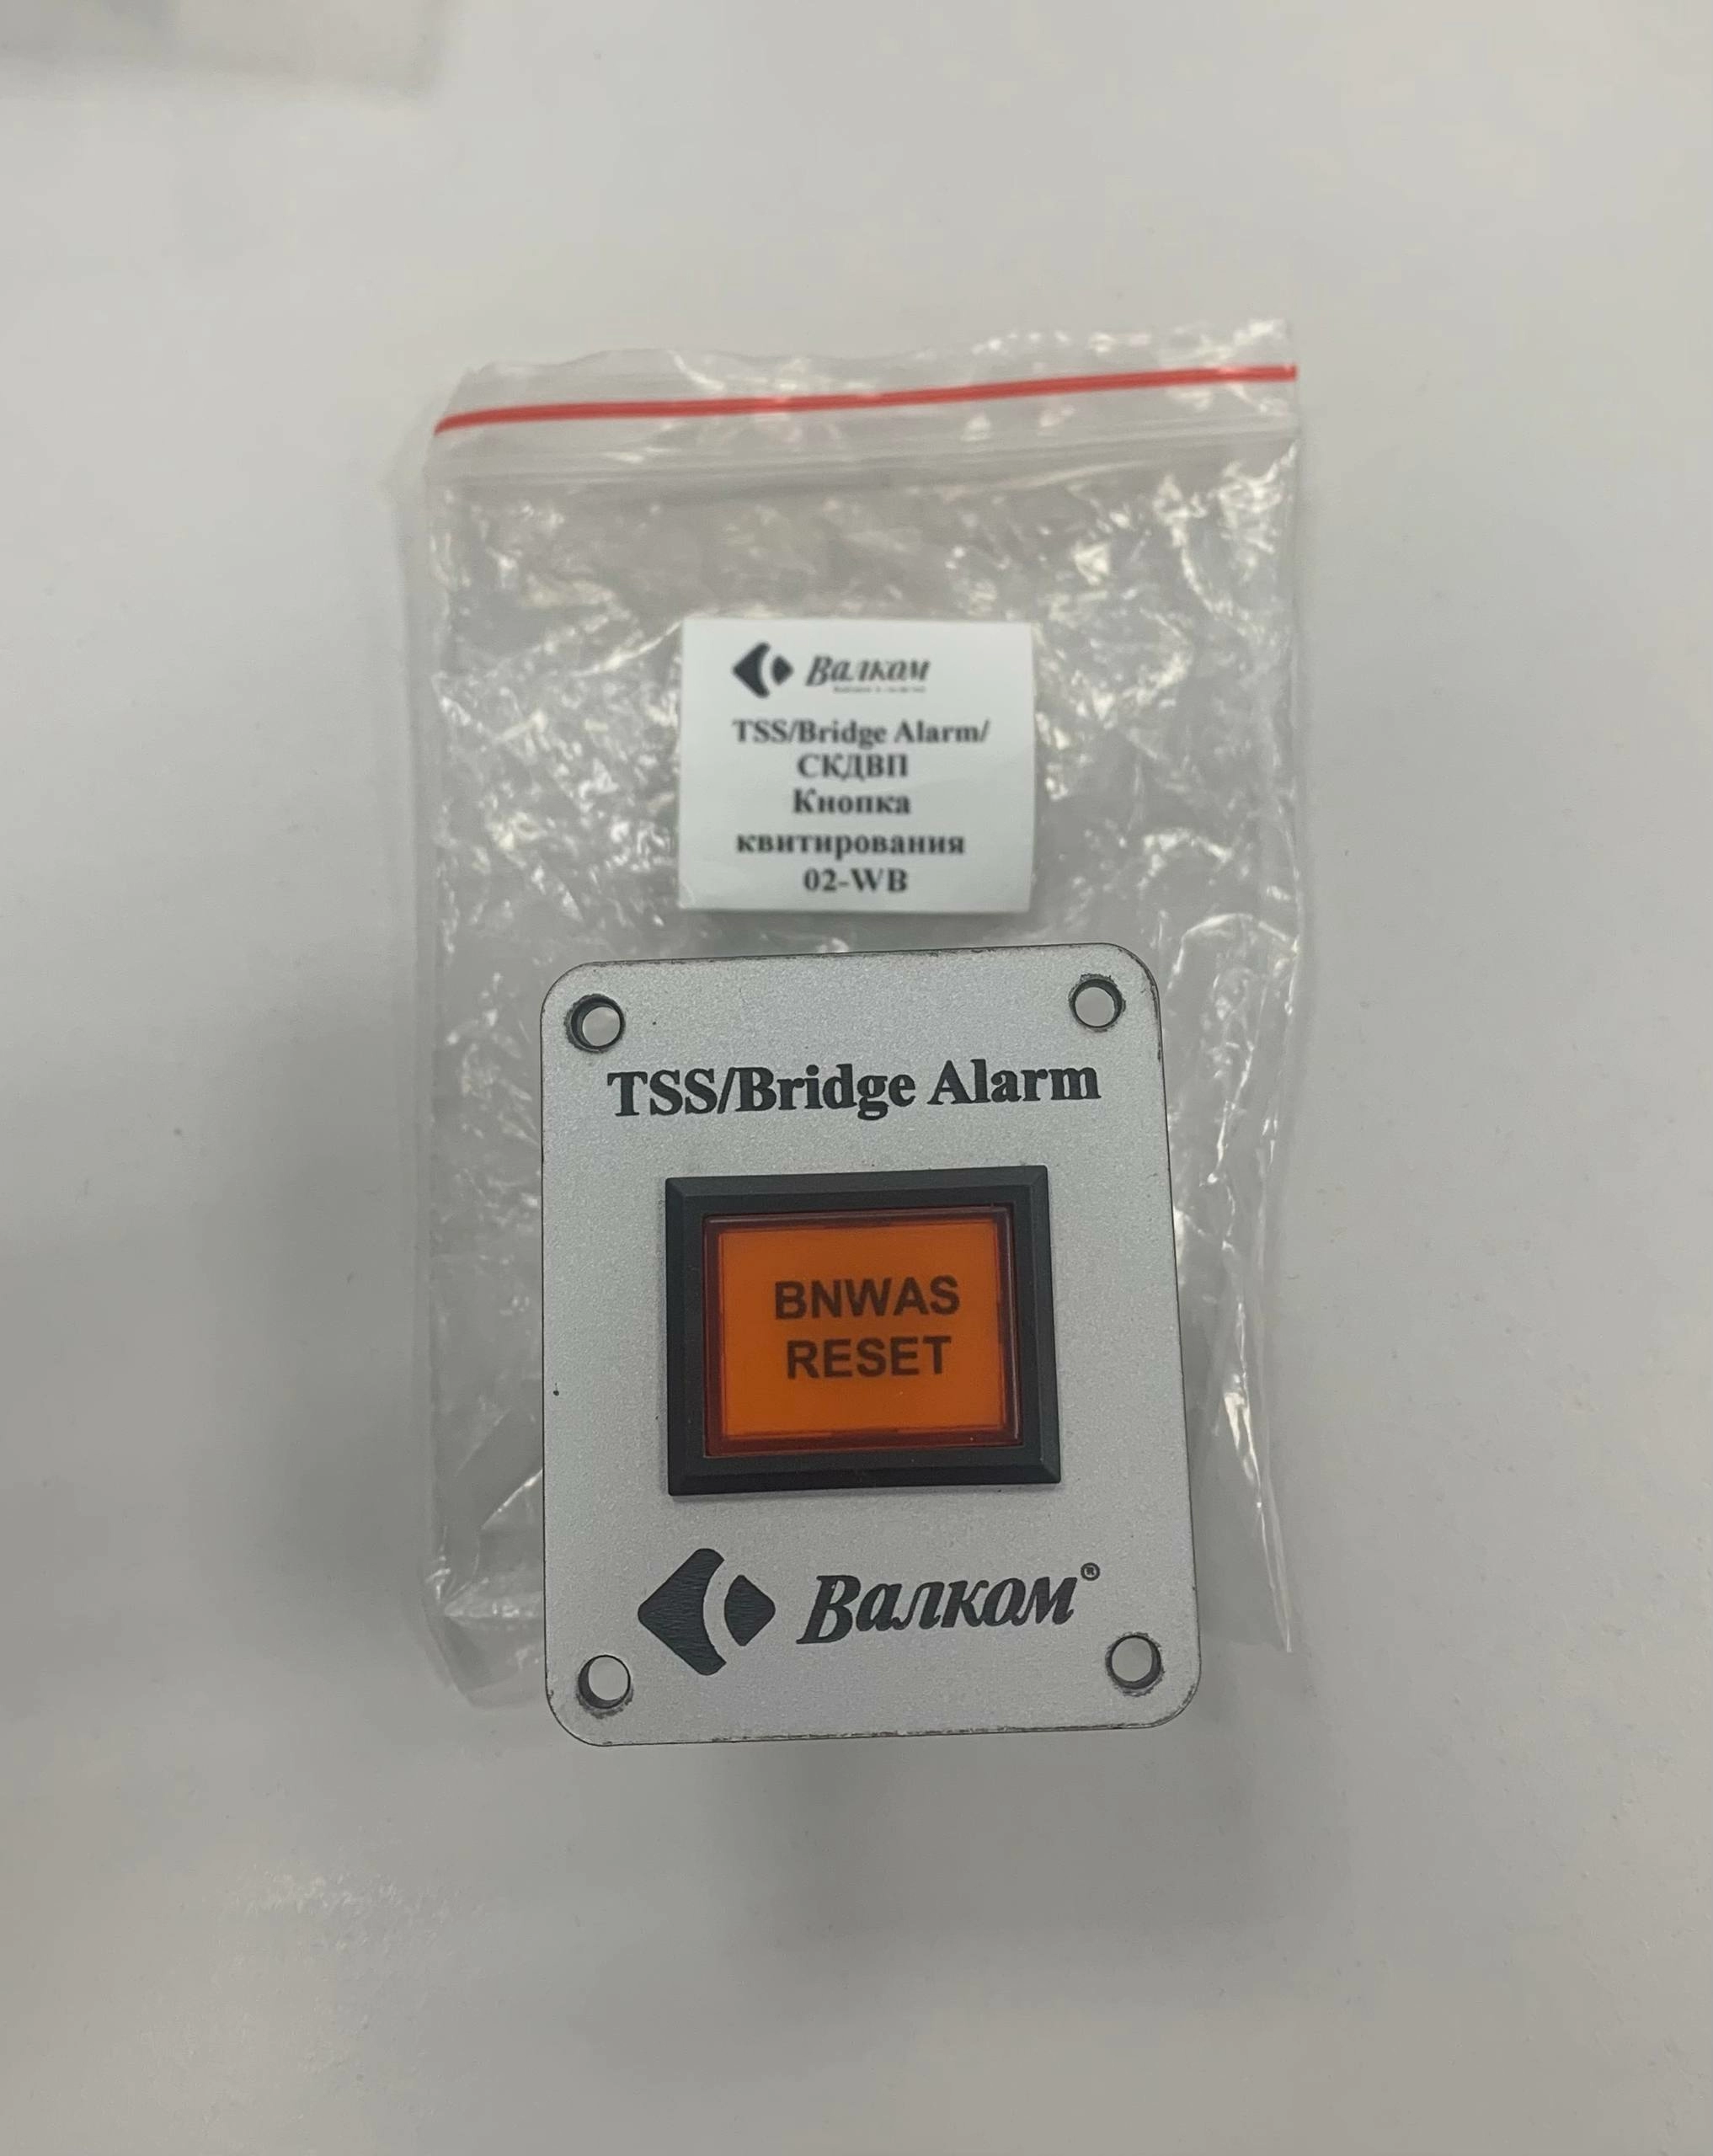 Валком
TSS/Bridge Alarm/
СКДВП
Кнопка
квитирования
02-WB
TSS/Bridge Alarm
BNWAS
RESET
Валком®